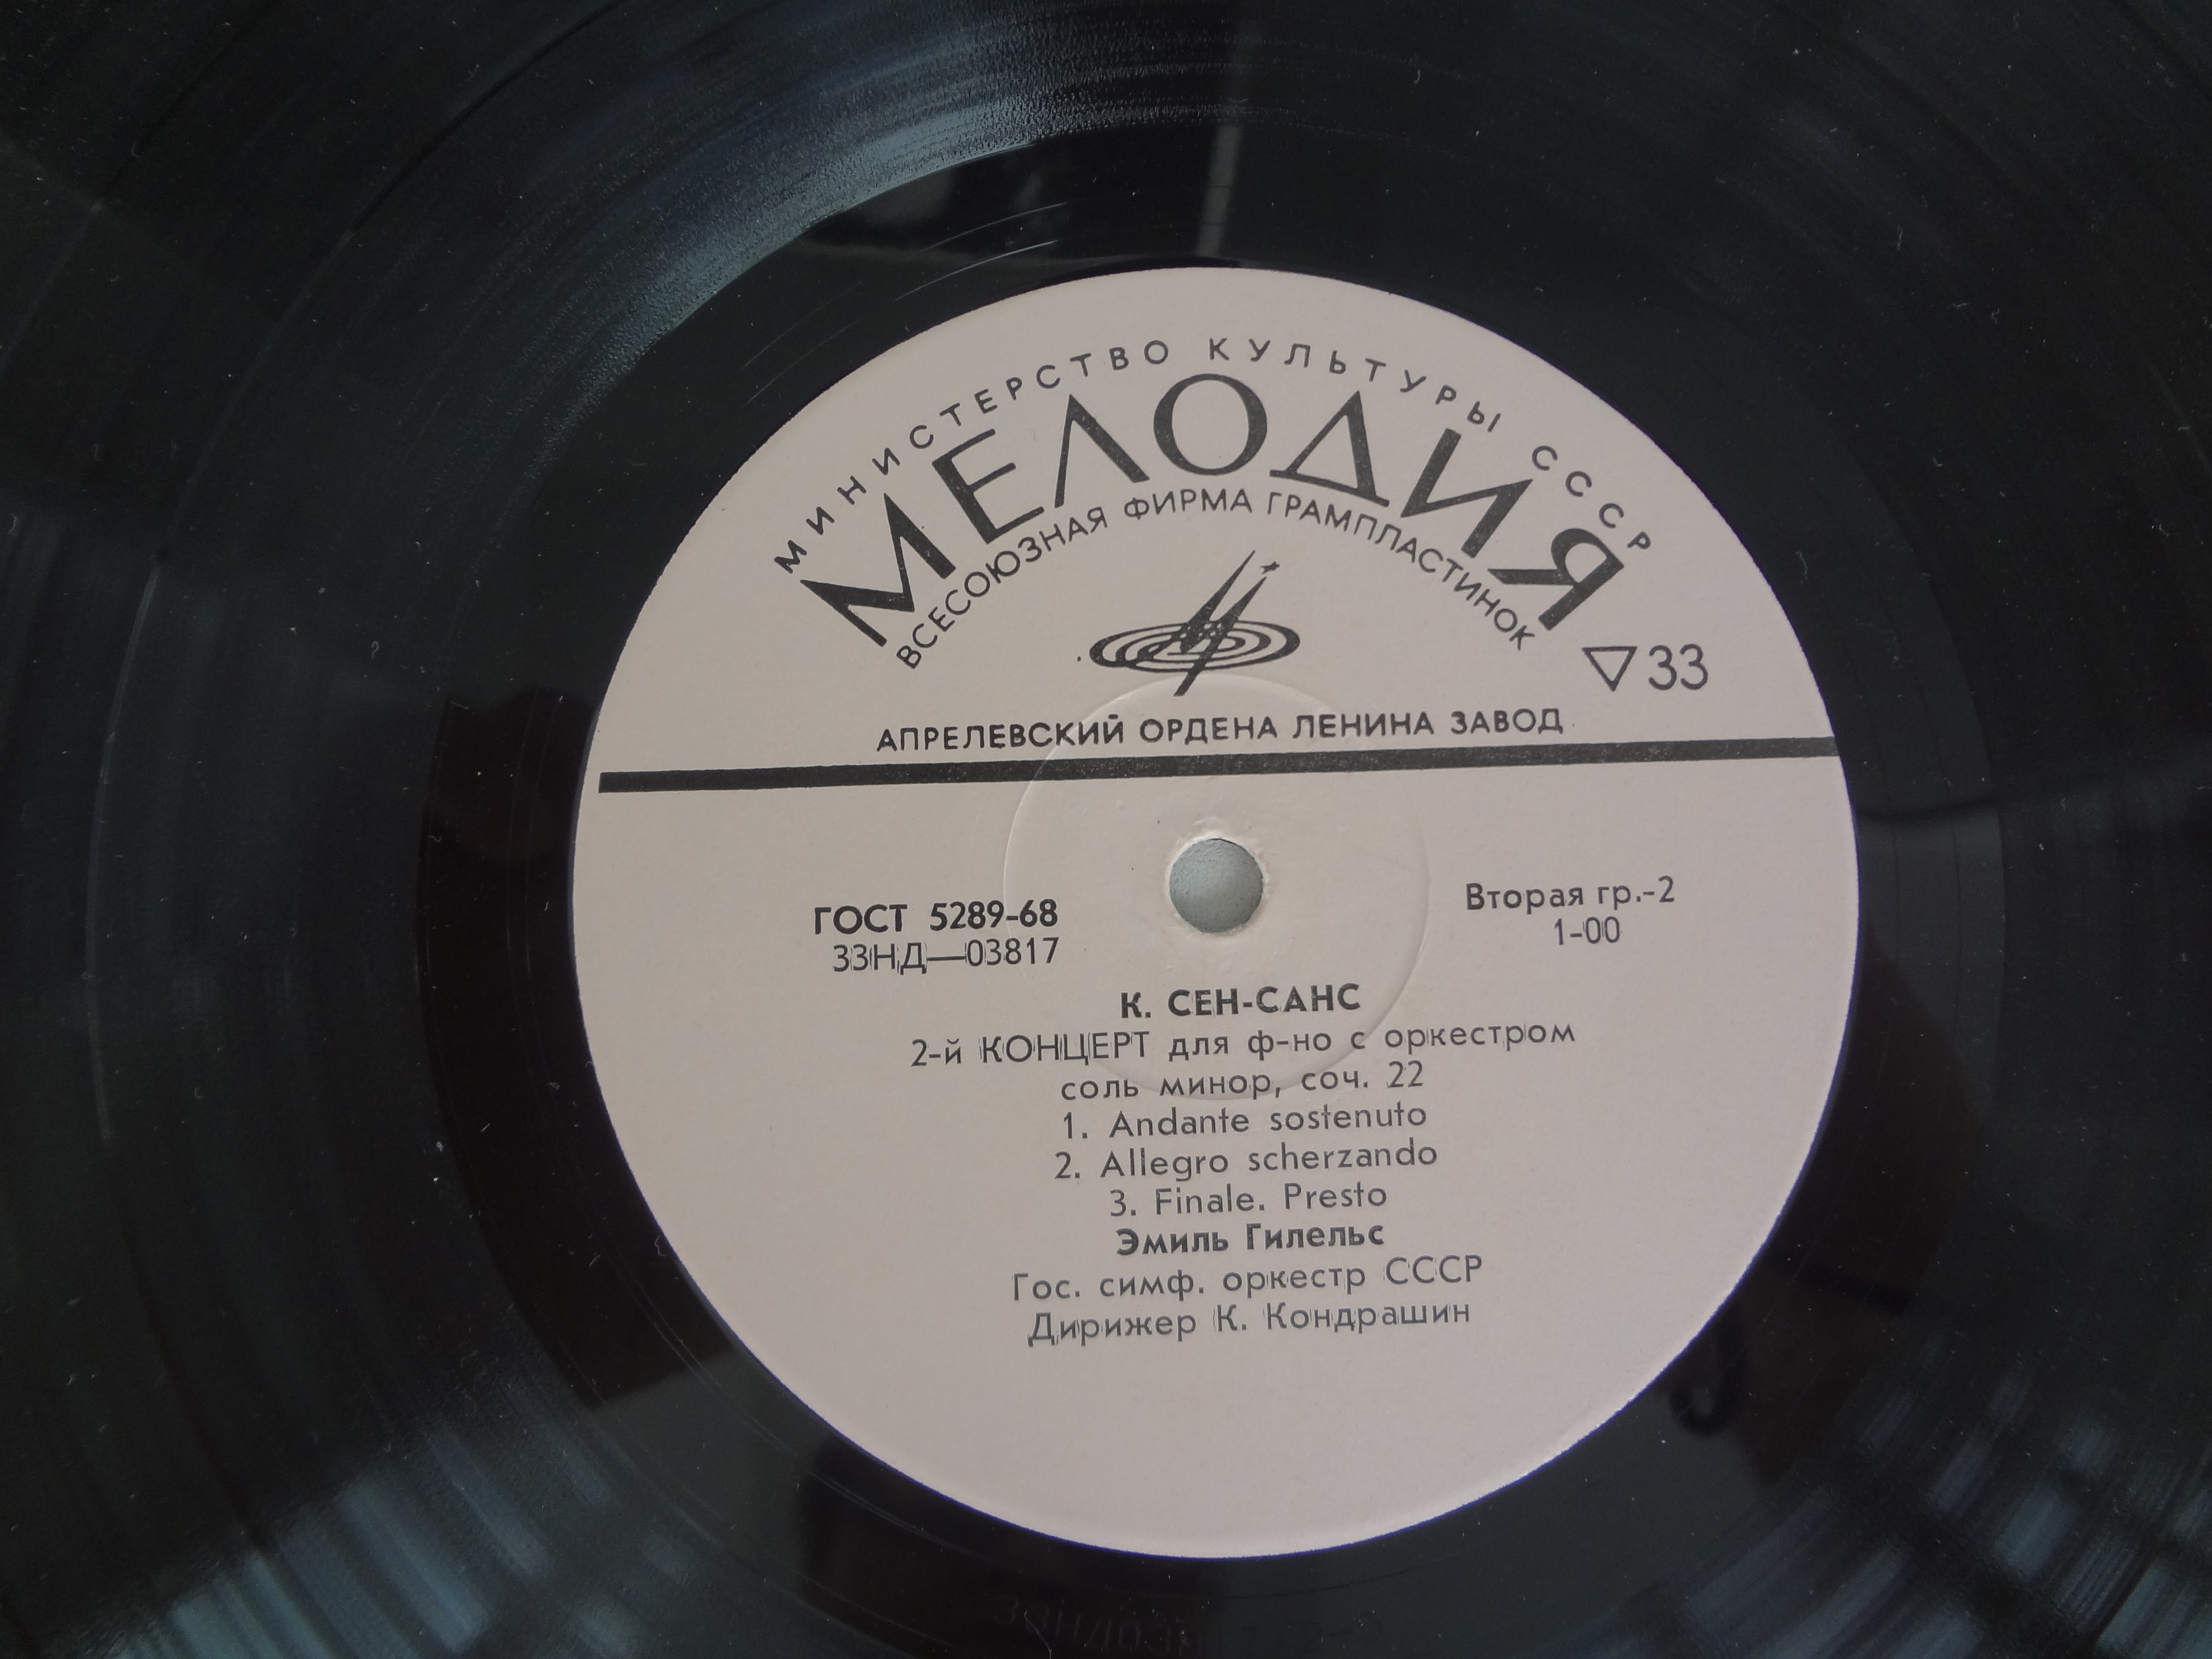 МИНИСТЕРСТВО КУЛЬТУРЫ СССР
МЕЛОДИЯ
ВСЕСОЮЗНАЯ ФИРМА ГРАМПЛАСТИНОК
33
АПРЕЛЕВСКИЙ ОРДЕНА ЛЕНИНА ЗАВОД
ГОСТ 5289-68
33НД—03817
Вторая гр.-2
1-00
К. СЕН-САНС
2-й КОНЦЕРТ для ф-но с оркестром
соль минор, соч. 22
1. Andante sostenuto
2. Allegro scherzando
3. Finale. Presto
Эмиль Гилельс
Гос. симф. оркестр СССР
Дирижер К. Кондрашин